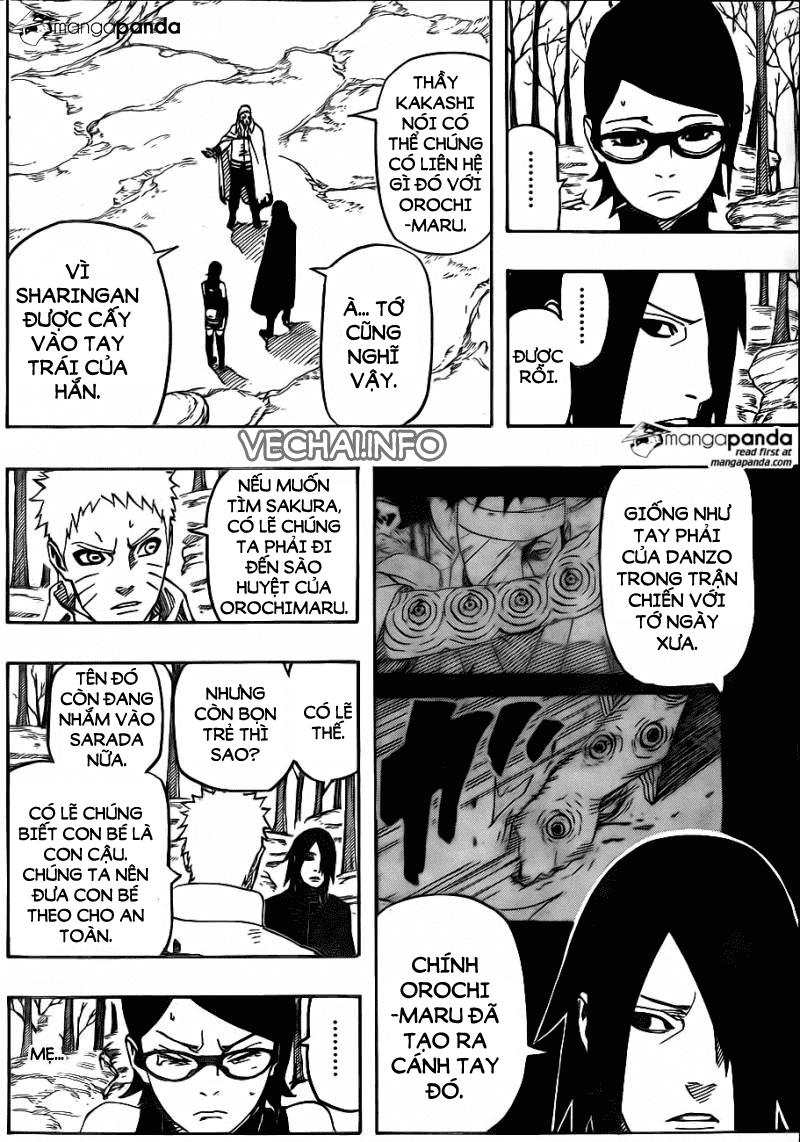 mangapanda
.........
ĐƯỢC
RỒI.
.........
THẦY
KAKASHI
NÓI CÓ
THỂ CHÚNG
CÓ LIÊN HỆ
GÌ ĐÓ VỚI
OROCHI
-MARU.
À... TỚ
CŨNG
NGHĨ
VẬY.
VÌ
SHARINGAN
ĐƯỢC CẤY
VÀO TAY
TRÁI CỦA
HẮN.
VECHAI.INFO
mangapanda
read first at
mangapanda.com
GIỐNG NHƯ
TAY PHẢI
CỦA DANZO
TRONG TRẬN
CHIẾN VỚI
TỚ NGÀY
XƯA.
CHÍNH
OROCHI
-MARU ĐÃ
TẠO RA
CÁNH TAY
ĐÓ.
NẾU MUỐN
TÌM SAKURA,
CÓ LẼ CHÚNG
TA PHẢI ĐI
ĐẾN SÀO
HUYỆT CỦA
OROCHIMARU.
CÓ LẼ
THẾ.
NHƯNG
CÒN BỌN
TRẺ THÌ
SAO?
TÊN ĐÓ
CÒN ĐANG
NHẮM VÀO
SARADA
NỮA.
CÓ LẼ CHÚNG
BIẾT CON BÉ LÀ
CON CẬU.
CHÚNG TA NÊN
ĐƯA CON BÉ
THEO CHO AN
TOÀN.
.........
MẸ...